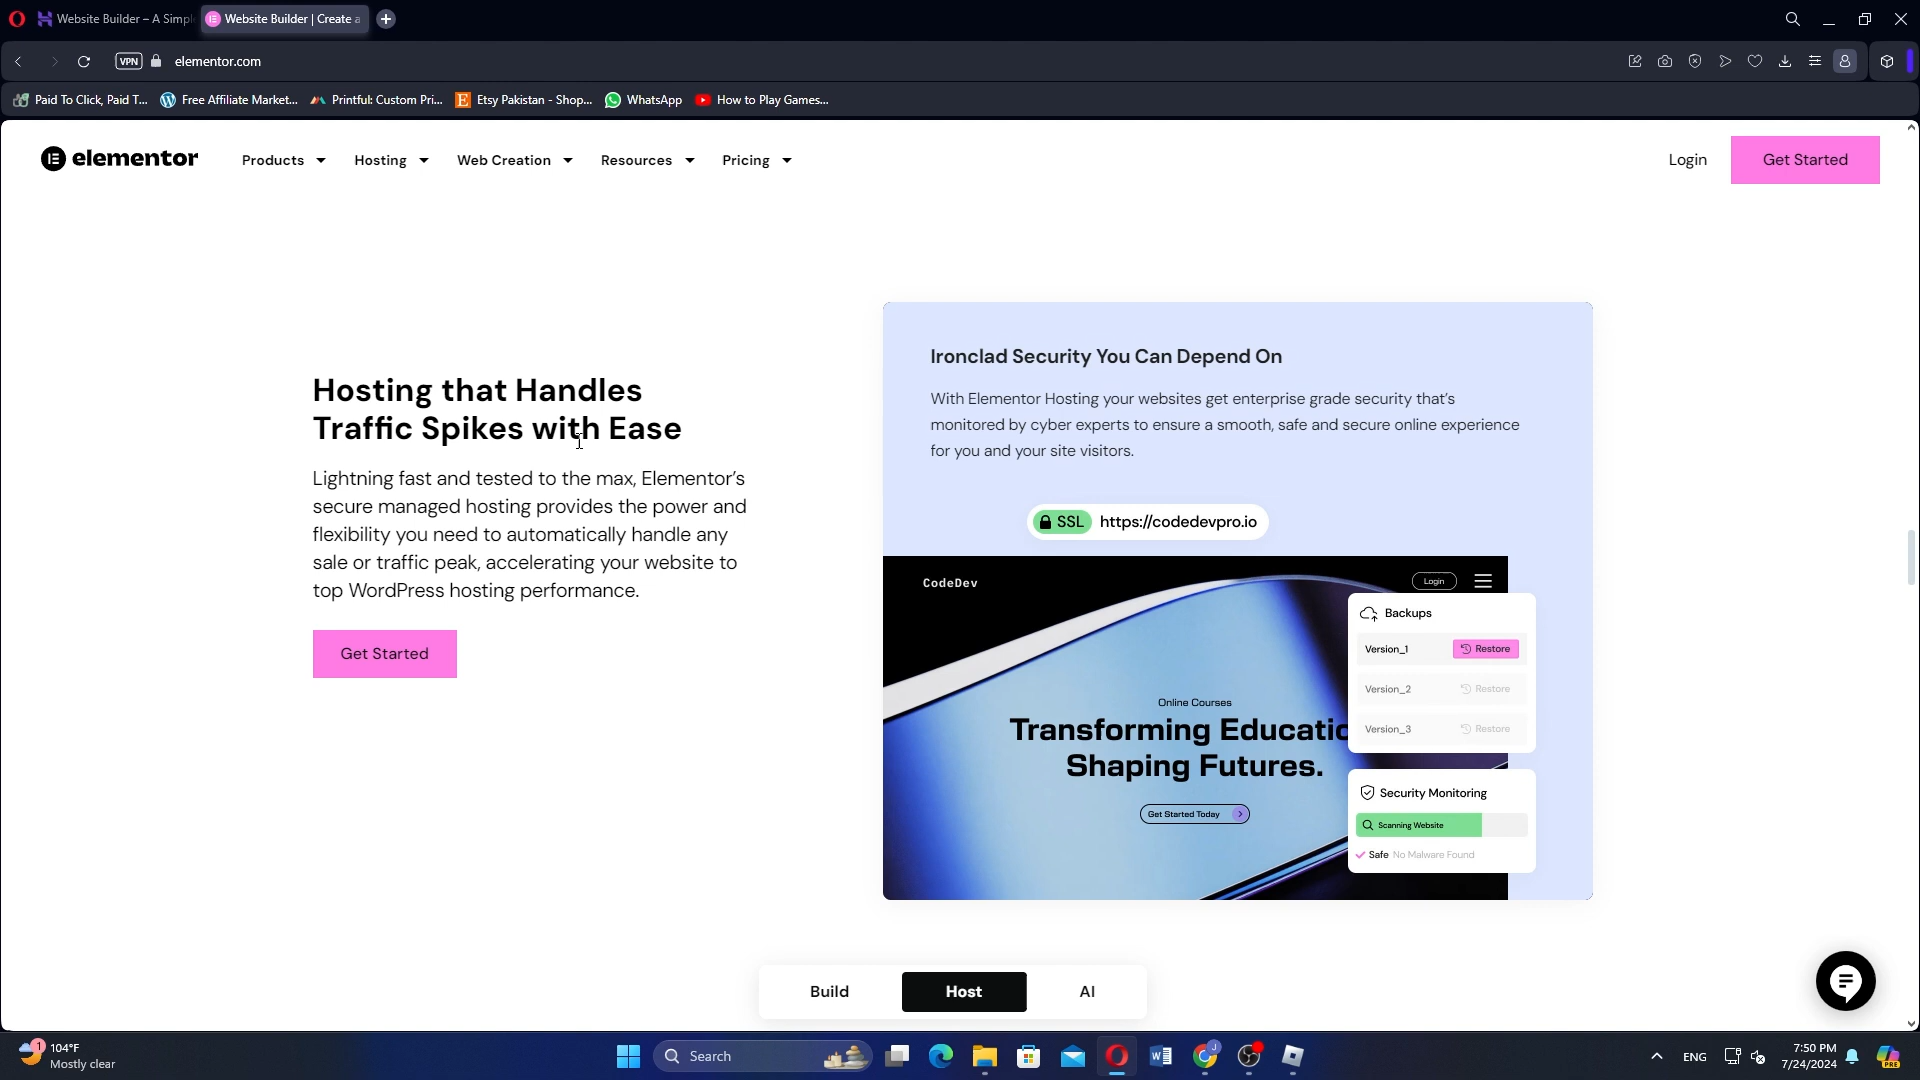 Website Builder – A Simpl
Website Builder | Create a
VPN
elementor.com
Paid To Click, Paid T...
Free Affiliate Market...
Printful: Custom Pri...
Etsy Pakistan - Shop...
WhatsApp
How to Play Games...
elementor
Products
Hosting
Web Creation
Resources
Pricing
Login
Get Started
Hosting that Handles
Traffic Spikes with Ease
Lightning fast and tested to the max, Elementor’s
secure managed hosting provides the power and
flexibility you need to automatically handle any
sale or traffic peak, accelerating your website to
top WordPress hosting performance.
Get Started
Ironclad Security You Can Depend On
With Elementor Hosting your websites get enterprise grade security that’s
monitored by cyber experts to ensure a smooth, safe and secure online experience
for you and your site visitors.
SSL https://codedevpro.io
CodeDev
Login
Online Courses
Transforming Educatio
Shaping Futures.
Get Started Today
Backups
Version_1 Restore
Version_2 Restore
Version_3 Restore
Security Monitoring
Scanning Website
Safe No Malware Found
Build
Host
AI
1
104°F
Mostly clear
Search
ENG
7:50 PM
7/24/2024
PRE